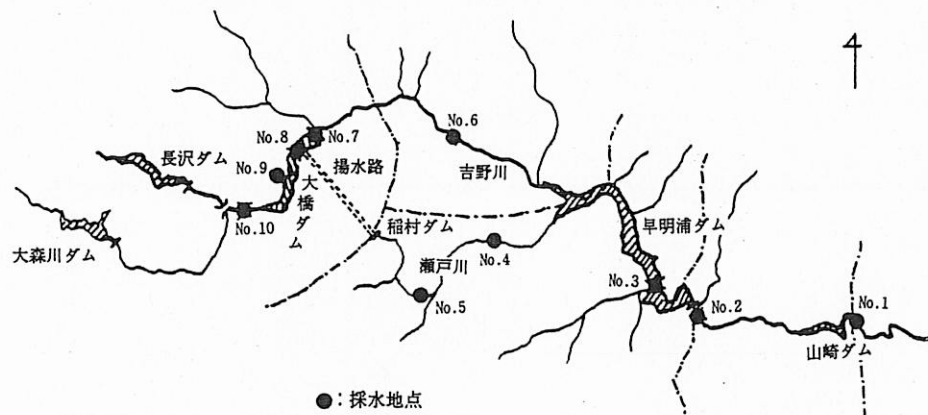 No.6
No.8
No.7
長沢ダム
No.9
揚水路
吉野川
大橋ダム
No.10
稲村ダム
早明浦ダム
大森川ダム
No.4
瀬戸川
No.3
No.5
No.2
No.1
山崎ダム
●：採水地点